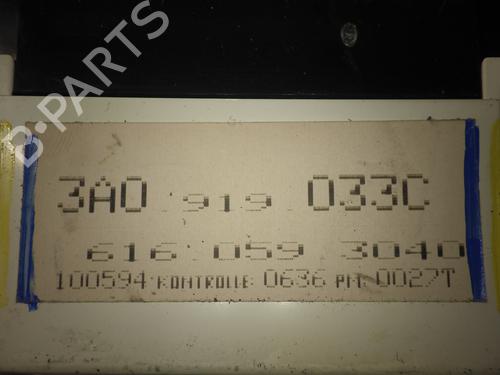 B-PARTS
3A0 919 033C
616 059 3040
100594 KONTROLLE 0636 PM: 0027T